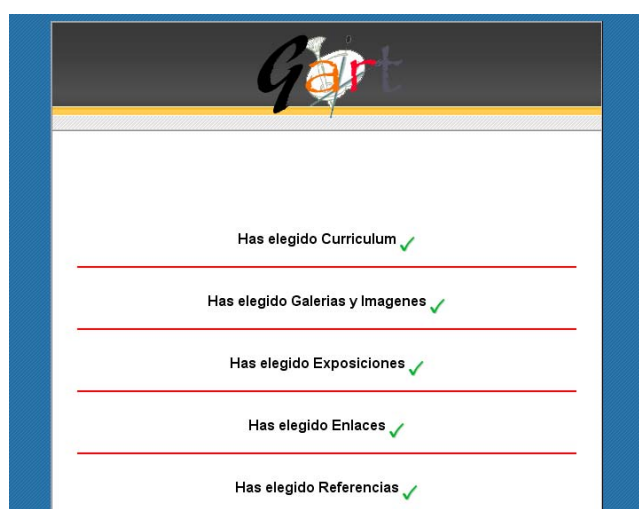 Gart
Has elegido Curriculum
Has elegido Galerias y Imagenes
Has elegido Exposiciones
Has elegido Enlaces
Has elegido Referencias